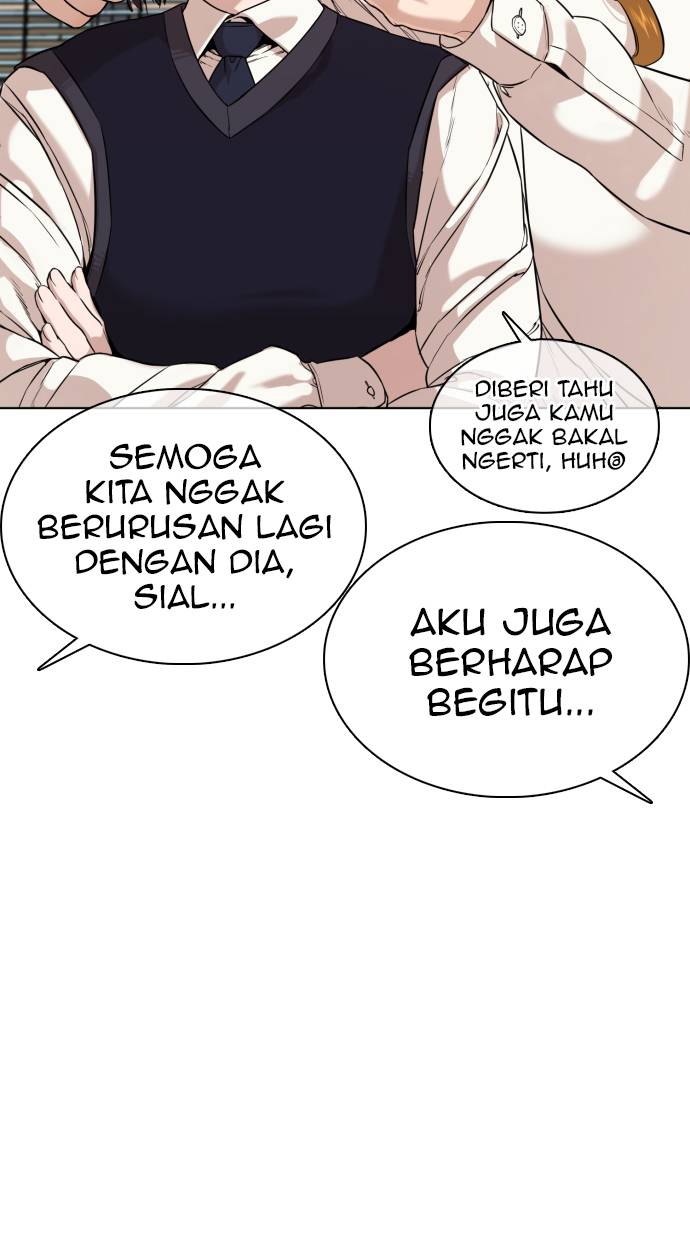 DIBERI TAHU
JUGA KAMU
NGGAK BAKAL
NGERTI, HUH
SEMOGA
KITA NGGAK
BERURUSAN LAGI
DENGAN DIA,
SIAL...
AKU JUGA
BERHARAP
BEGITU...